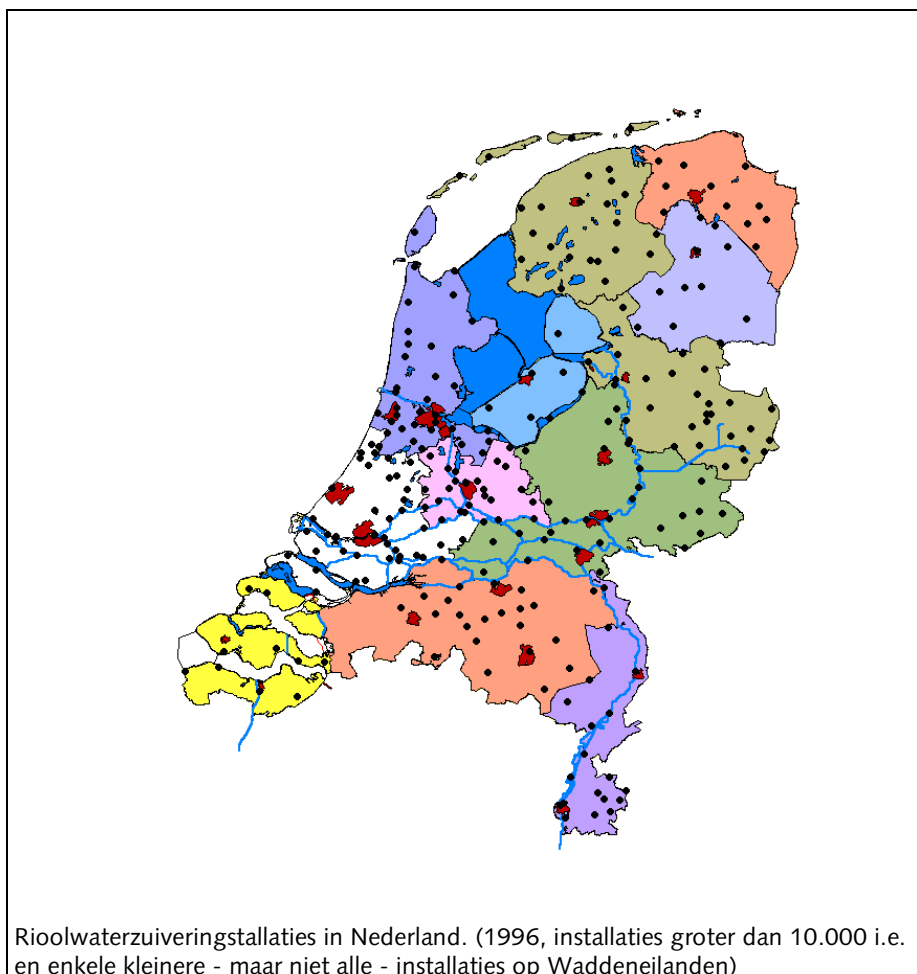 Rioolwaterzuiveringstallaties in Nederland. (1996, installaties groter dan 10.000 i.e.
en enkele kleinere - maar niet alle - installaties op Waddeneilanden)